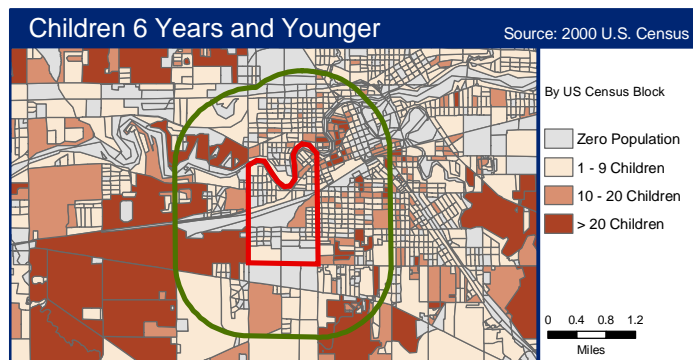 Children 6 Years and Younger
Source: 2000 U.S. Census
By US Census Block
Zero Population
1 - 9 Children
10 - 20 Children
> 20 Children
0 0.4 0.8 1.2
Miles